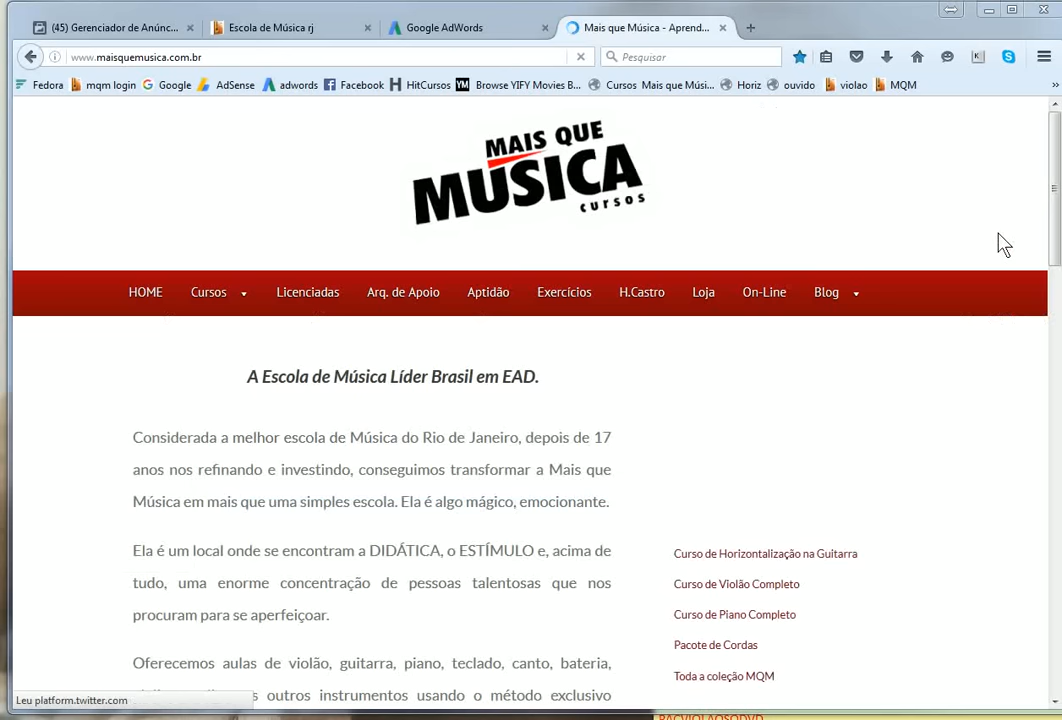 (45) Gerenciador de Anúnc... Escola de Música rj Google AdWords Mais que Música - Aprend...
www.maisquemusica.com.br Pesquisar
Fedora mqm login Google AdSense adwords Facebook HitCursos Browse YIFY Movies B... Cursos Mais que Músi... Horiz ouvido violao MQM
MAIS QUE
MUSICA
cursos
HOME Cursos Licenciadas Arq. de Apoio Aptidão Exercícios H.Castro Loja On-Line Blog
A Escola de Música Líder Brasil em EAD.
Considerada a melhor escola de Música do Rio de Janeiro, depois de 17
anos nos refinando e investindo, conseguimos transformar a Mais que
Música em mais que uma simples escola. Ela é algo mágico, emocionante.
Ela é um local onde se encontram a DIDÁTICA, o ESTÍMULO e, acima de
tudo, uma enorme concentração de pessoas talentosas que nos
procuram para se aperfeiçoar.
Oferecemos aulas de violão, guitarra, piano, teclado, canto, bateria,
outros instrumentos usando o método exclusivo
Curso de Horizontalização na Guitarra
Curso de Violão Completo
Curso de Piano Completo
Pacote de Cordas
Toda a coleção MQM
Leu platform.twitter.com